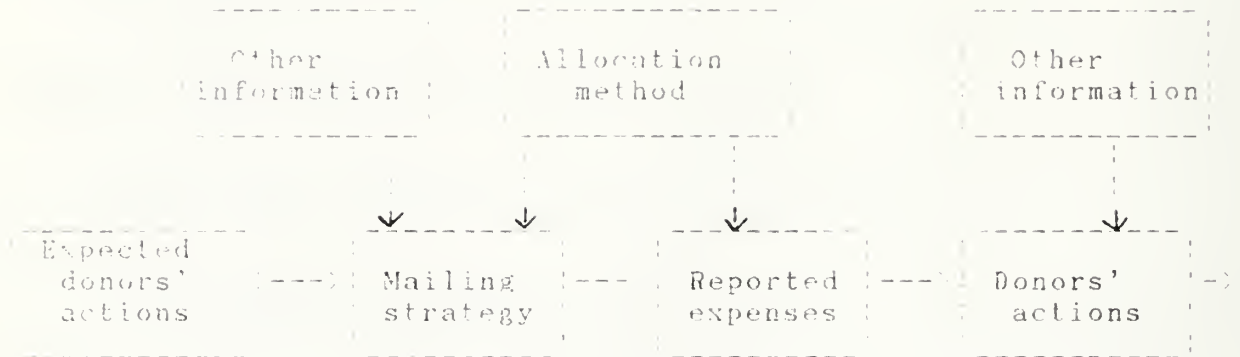 Other
information
Allocation
method
Other
information
Expected
donors'
actions
Mailing
strategy
Reported
expenses
Donors'
actions